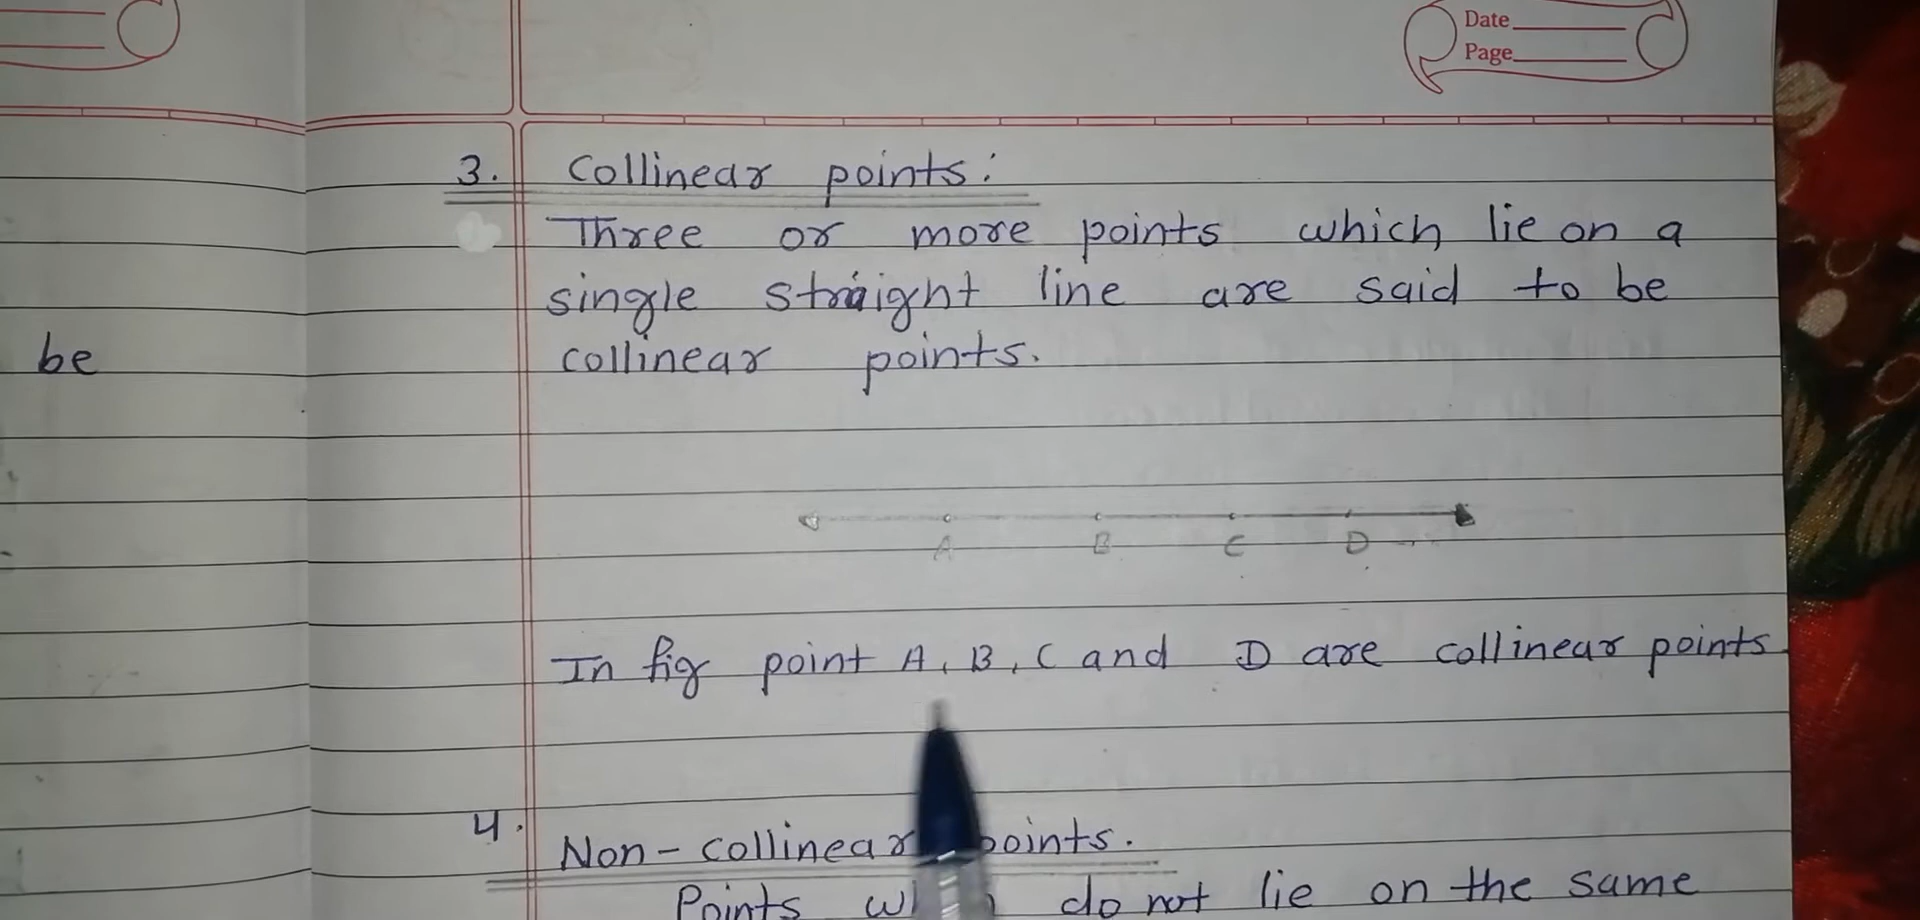 Date
Page
3. Collinear points:
Three or more points which lie on a
single straight line are said to be
collinear points.
be
A B C D
In fig point A, B, C and D are collinear points
4. Non-collinear points.
Points do not lie on the same